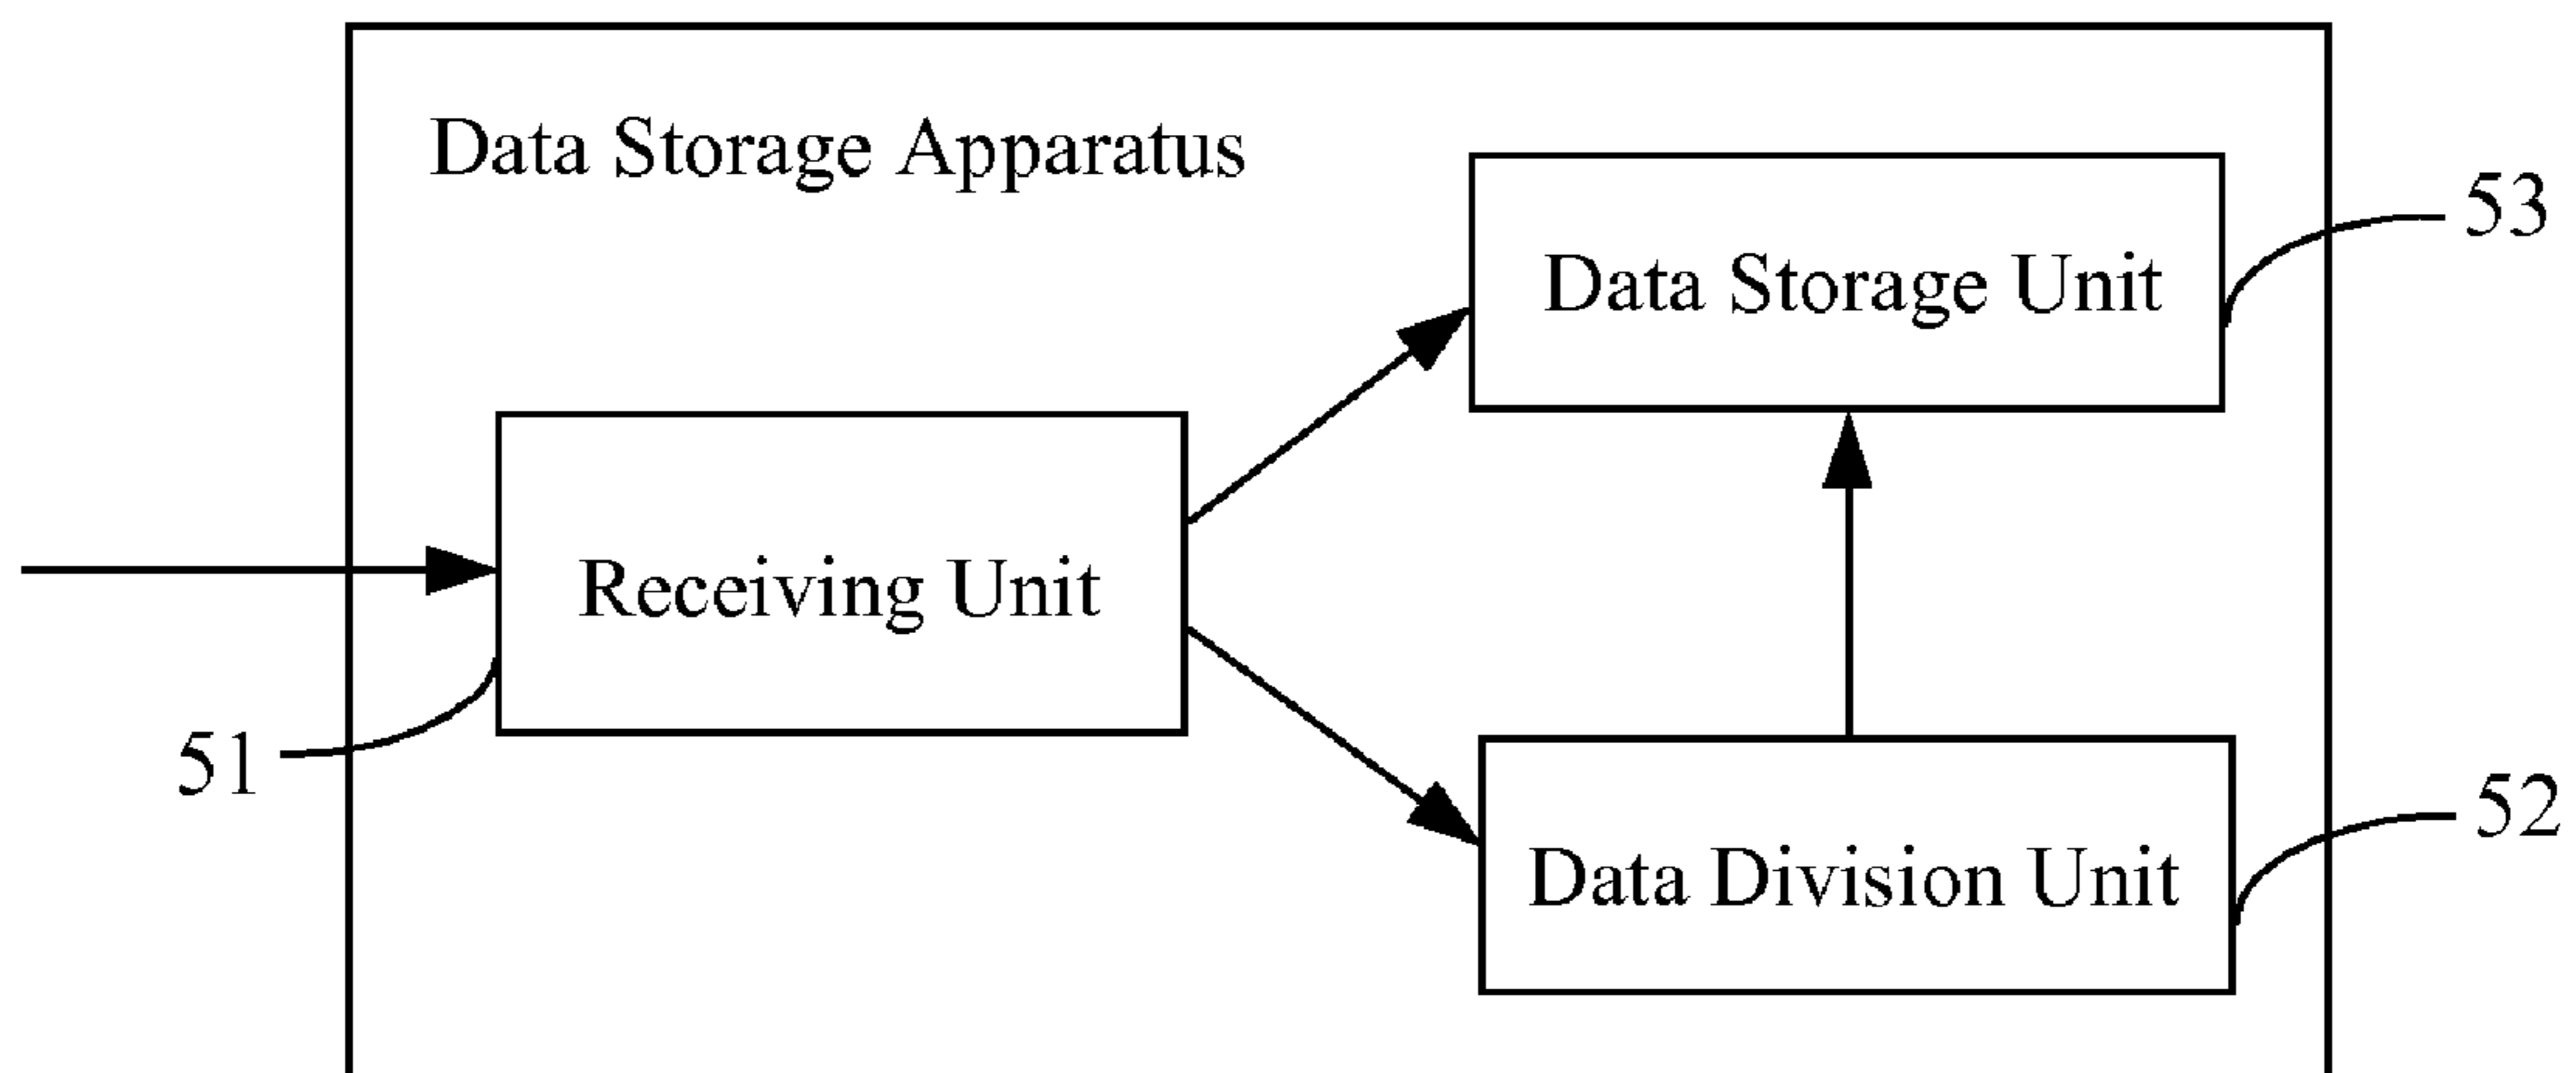 Data Storage Apparatus
53
Data Storage Unit
Receiving Unit
51
52
Data Division Unit